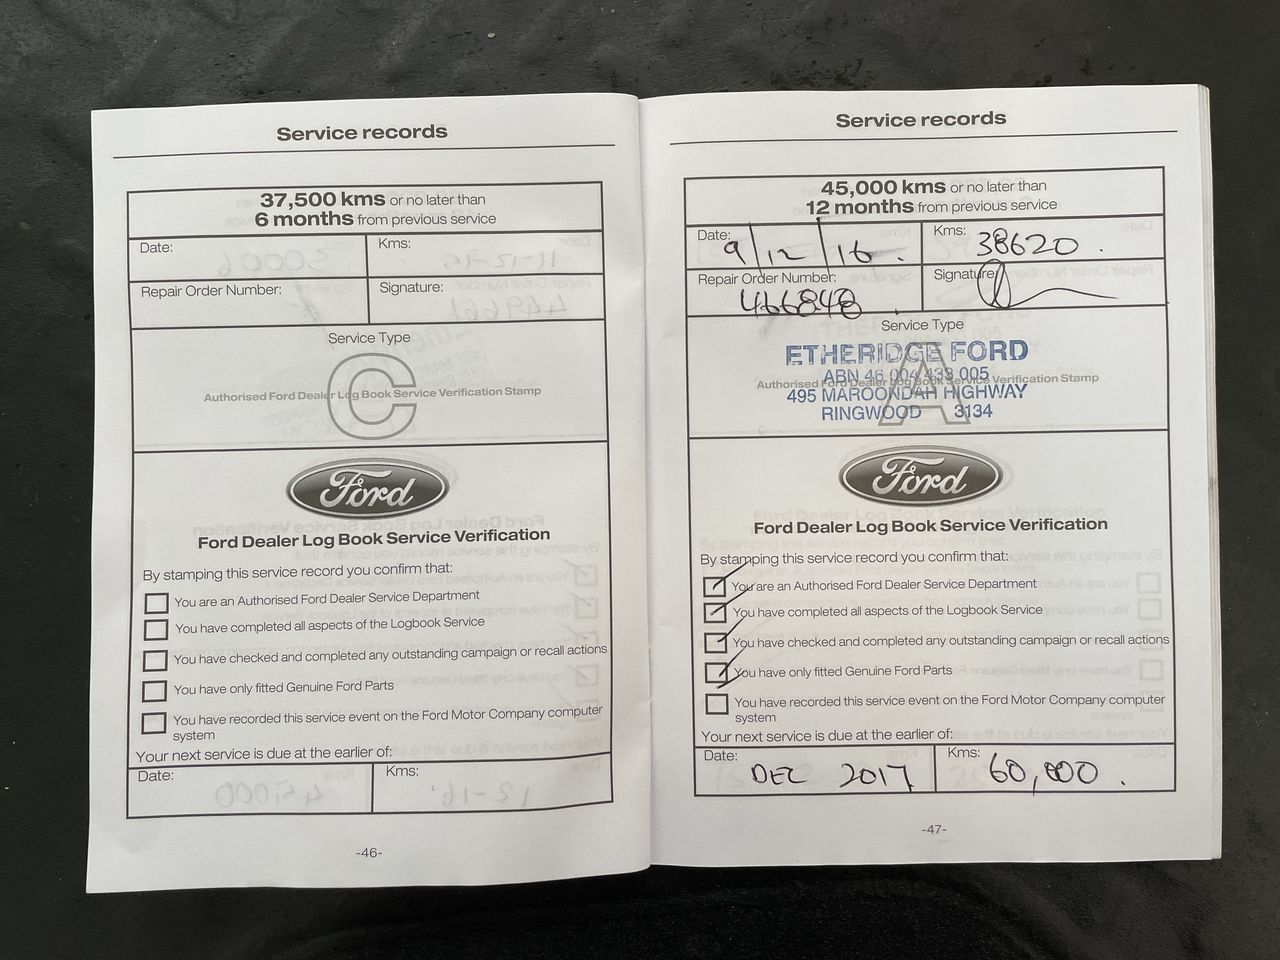 Service records
37,500 kms or no later than
6 months from previous service
Date:
Kms:
Repair Order Number:
Signature:
Service Type
C
Authorised Ford Dealer Log Book Service Verification Stamp
Ford
Ford Dealer Log Book Service Verification
By stamping this service record you confirm that:
You are an Authorised Ford Dealer Service Department
You have completed all aspects of the Logbook Service
You have checked and completed any outstanding campaign or recall actions
You have only fitted Genuine Ford Parts
You have recorded this service event on the Ford Motor Company computer
system
Your next service is due at the earlier of:
Date:
Kms:
-46-
Service records
45,000 kms or no later than
12 months from previous service
Date: 9/12/16.
Kms: 38620.
Repair Order Number:
466848
Signature:
Service Type
A
ETHERIDGE FORD
ABN 46 004 433 005
Authorised Ford Dealer Log Book Service Verification Stamp
495 MAROONDAH HIGHWAY
RINGWOOD 3134
Ford
Ford Dealer Log Book Service Verification
By stamping this service record you confirm that:
You are an Authorised Ford Dealer Service Department
You have completed all aspects of the Logbook Service
You have checked and completed any outstanding campaign or recall actions
You have only fitted Genuine Ford Parts
You have recorded this service event on the Ford Motor Company computer
system
Your next service is due at the earlier of:
Date: DEC 2017
Kms: 60,000.
-47-